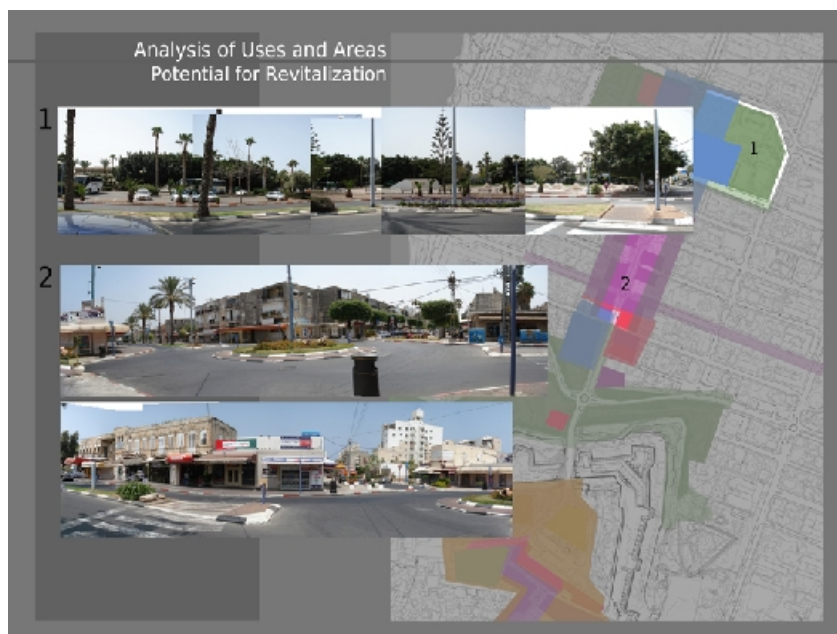 Analysis of Uses and Areas
Potential for Revitalization
1
1
2
2